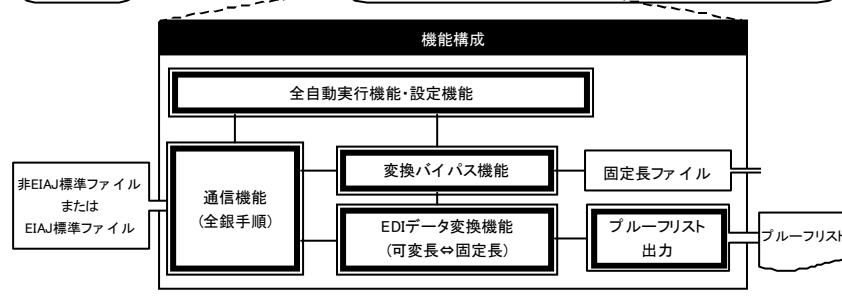 機能構成
全自動実行機能・設定機能
非EIAJ標準ファイル
または
EIAJ標準ファイル
通信機能
(全銀手順)
変換バイパス機能
固定長ファイル
EDIデータ変換機能
(可変長⇔固定長)
プルーフリスト
出力
プルーフリスト